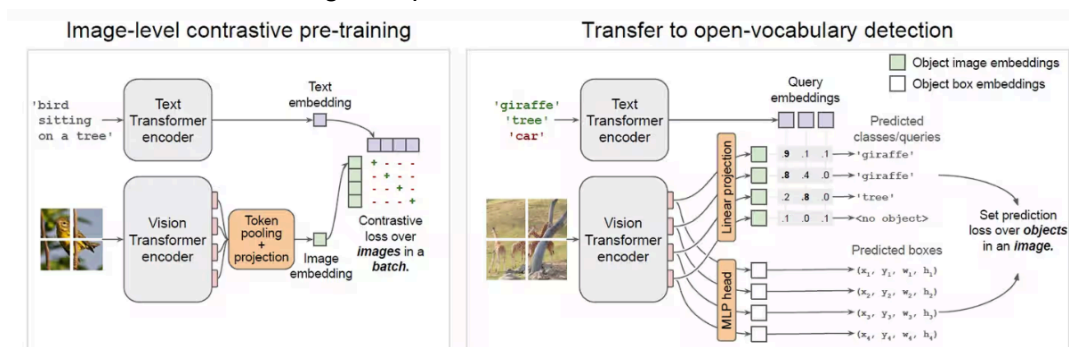 Image-level contrastive pre-training
'bird
sitting
on a tree'
Text
Transformer
encoder
Text
embedding
Vision
Transformer
encoder
Token
pooling
+
projection
Image
embedding
+ - - -
- + - -
- - + -
- - - +
Contrastive
loss over
images in a
batch.
Transfer to open-vocabulary detection
Object image embeddings
Object box embeddings
'giraffe'
'tree'
'car'
Text
Transformer
encoder
Query
embeddings
Vision
Transformer
encoder
Linear projection
MLP head
Predicted
classes/queries
.9 .1 .1 'giraffe'
.8 .4 .0 'giraffe'
.2 .8 .0 'tree'
.1 .0 .1 <no object>
Predicted boxes
(x₁, y₁, w₁, h₁)
(x₂, y₂, w₂, h₂)
(x₃, y₃, w₃, h₃)
(x₄, y₄, w₄, h₄)
Set prediction
loss over objects
in an image.